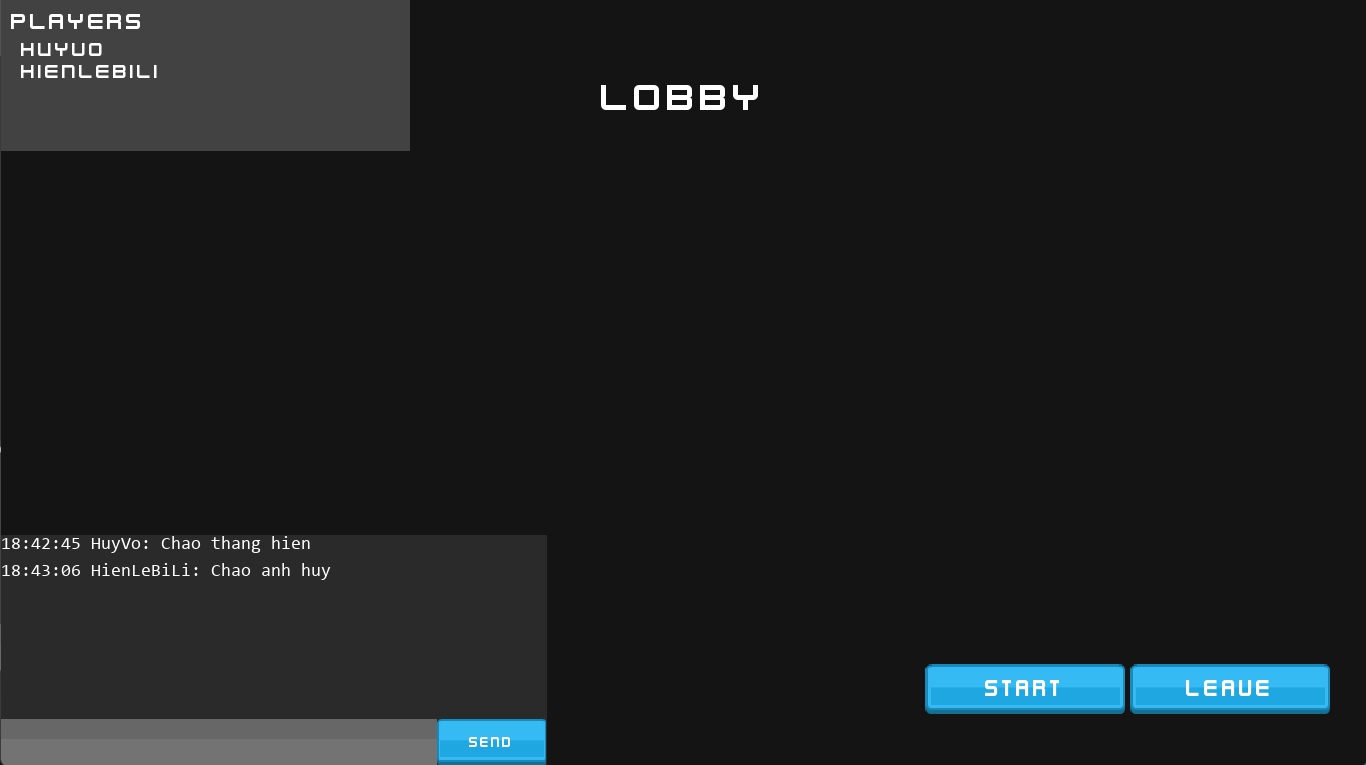 PLAYERS
HUYVO
HIENLEBILI
LOBBY
18:42:45 HuyVo: Chao thang hien
18:43:06 HienLeBiLi: Chao anh huy
START
LEAVE
SEND